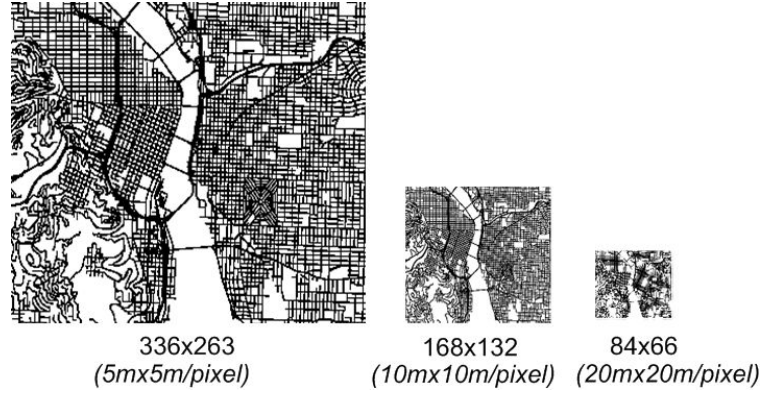 336x263
(5mx5m/pixel)
168x132
(10mx10m/pixel)
84x66
(20mx20m/pixel)